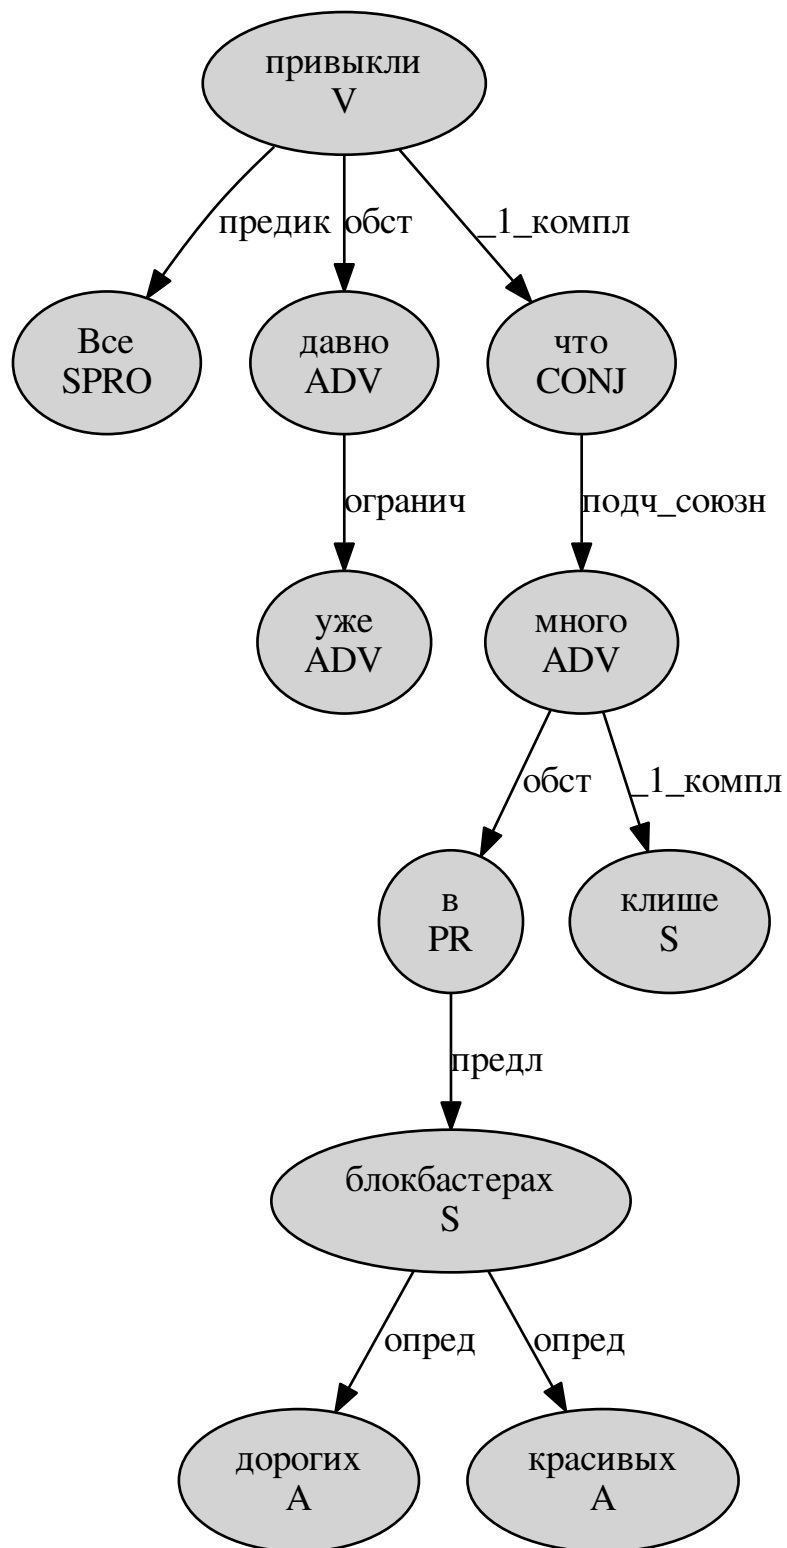 привыкли
V
предик обст _1_компл
Все
SPRO
давно
ADV
что
CONJ
огранич подч_союзн
уже
ADV
много
ADV
обст _1_компл
в
PR
клише
S
предл
блокбастерах
S
опред опред
дорогих
A
красивых
A